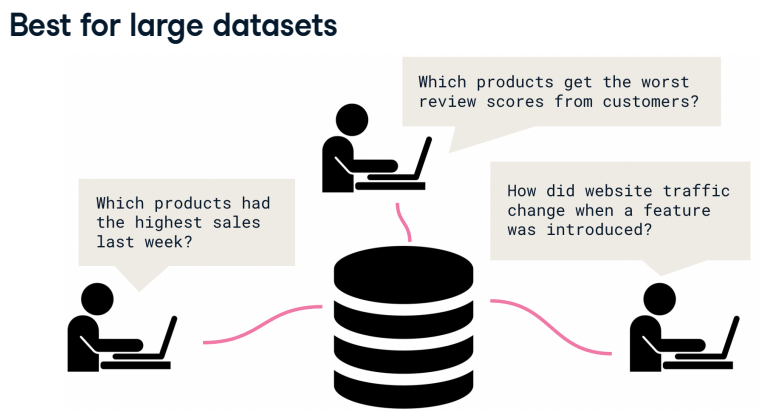 Best for large datasets
Which products get the worst
review scores from customers?
Which products had
the highest sales
last week?
How did website traffic
change when a feature
was introduced?